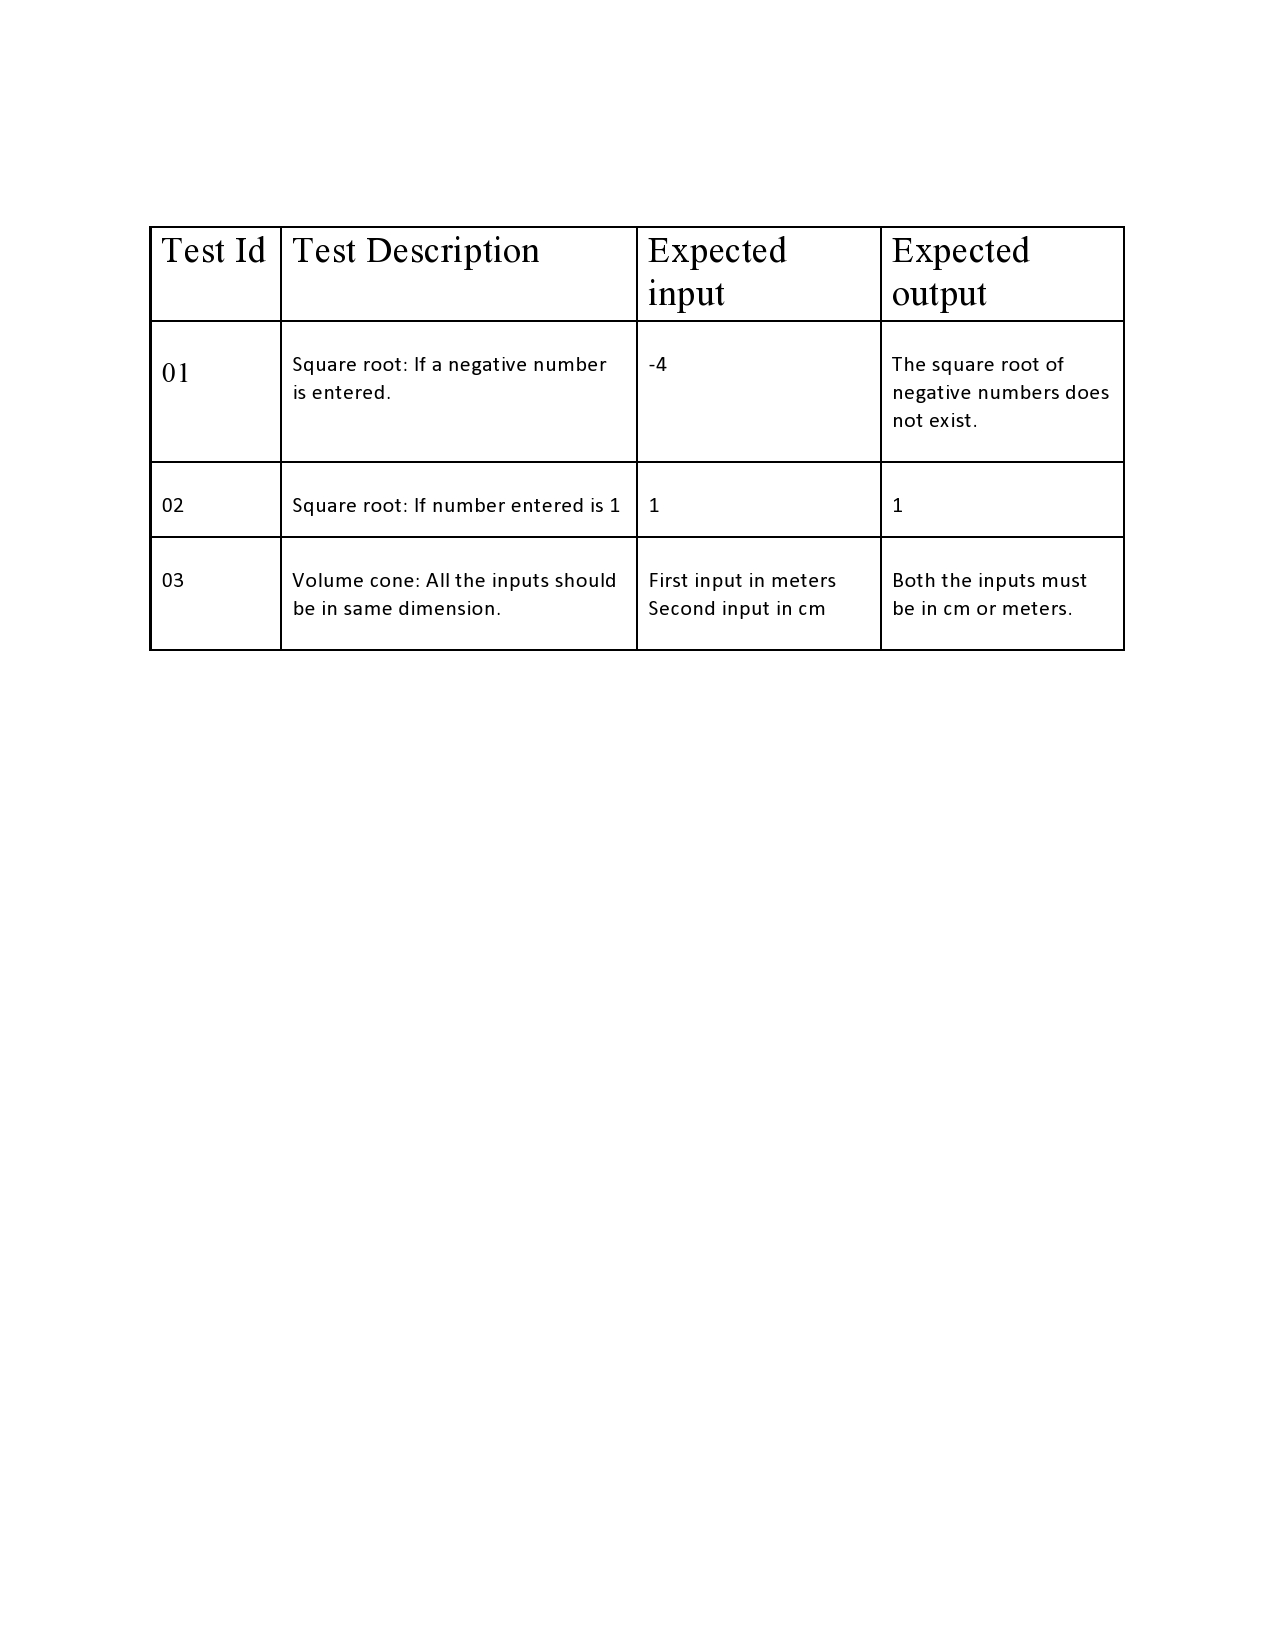 Test Id
Test Description
Expected
input
Expected
output
01
Square root: If a negative number
is entered.
-4
The square root of
negative numbers does
not exist.
02
Square root: If number entered is 1
1
1
03
Volume cone: All the inputs should
be in same dimension.
First input in meters
Second input in cm
Both the inputs must
be in cm or meters.